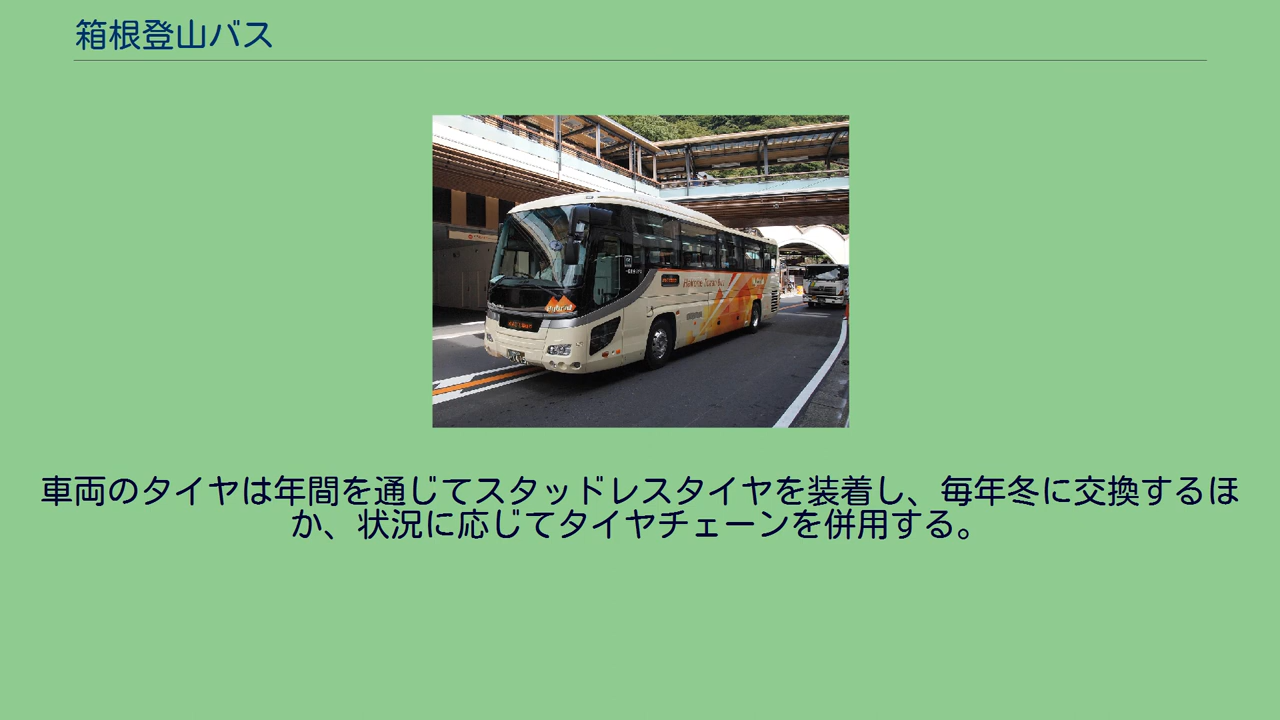 箱根登山バス
車両のタイヤは年間を通じてスタッドレスタイヤを装着し、毎年冬に交換するほ
か、状況に応じてタイヤチェーンを併用する。